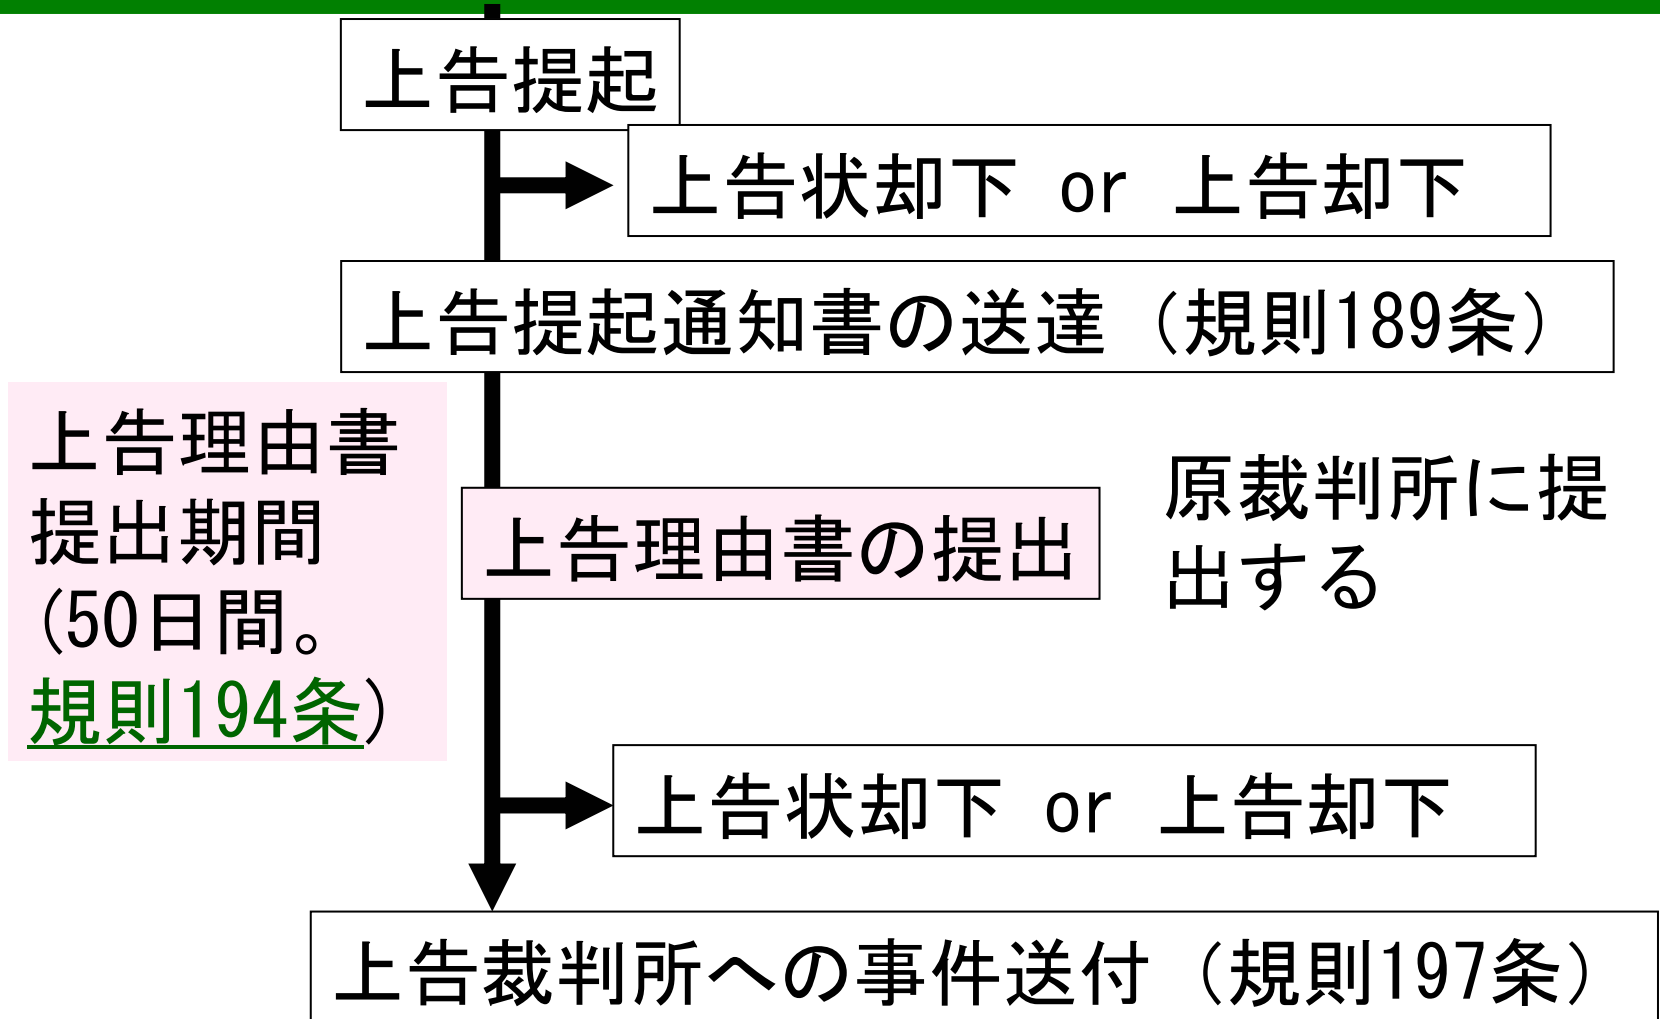 上告提起
上告状却下 or 上告却下
上告提起通知書の送達（規則189条）
上告理由書
提出期間
(50日間。
規則194条)
上告理由書の提出
原裁判所に提
出する
上告状却下 or 上告却下
上告裁判所への事件送付（規則197条）